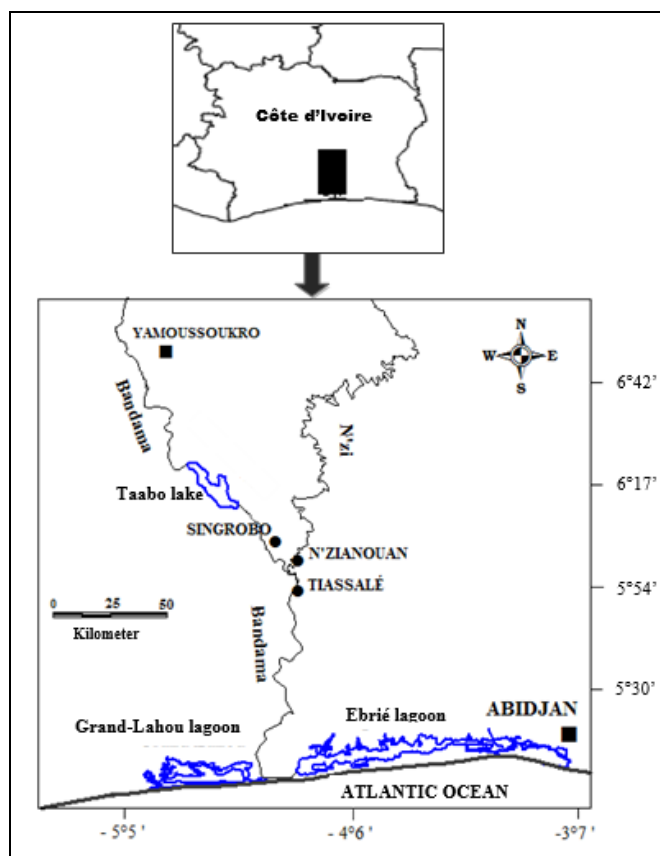 Côte d'Ivoire
YAMOUSSOUKRO
N
W E
S
6°42'
Bandama
N'zi
6°17'
Taabo lake
SINGROBO
N'ZIANOUAN
TIASSALÉ
5°54'
0 25 50
Kilometer
Bandama
5°30'
Grand-Lahou lagoon
Ebrié lagoon
ABIDJAN
ATLANTIC OCEAN
- 5°5' - 4°6' -3°7'